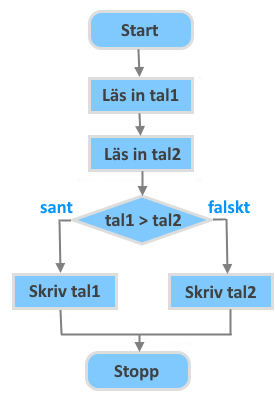 Start
Läs in tal1
Läs in tal2
sant
falskt
tal1 > tal2
Skriv tal1
Skriv tal2
Stopp